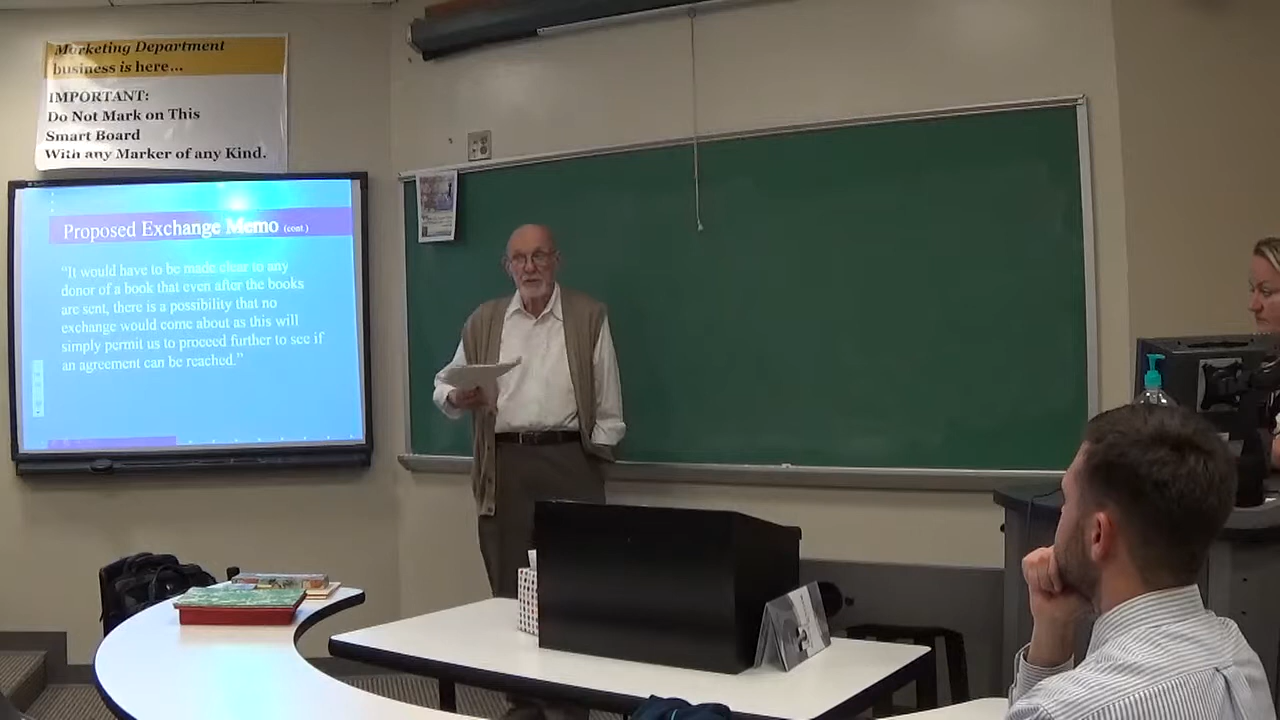 Marketing Department
business is here...
IMPORTANT:
Do Not Mark on This
Smart Board
With any Marker of any Kind.
Proposed Exchange Memo (cont.)
“It would have to be made clear to any
donor of a book that even after the books
are sent, there is a possibility that no
exchange would come about as this will
simply permit us to proceed further to see if
an agreement can be reached.”